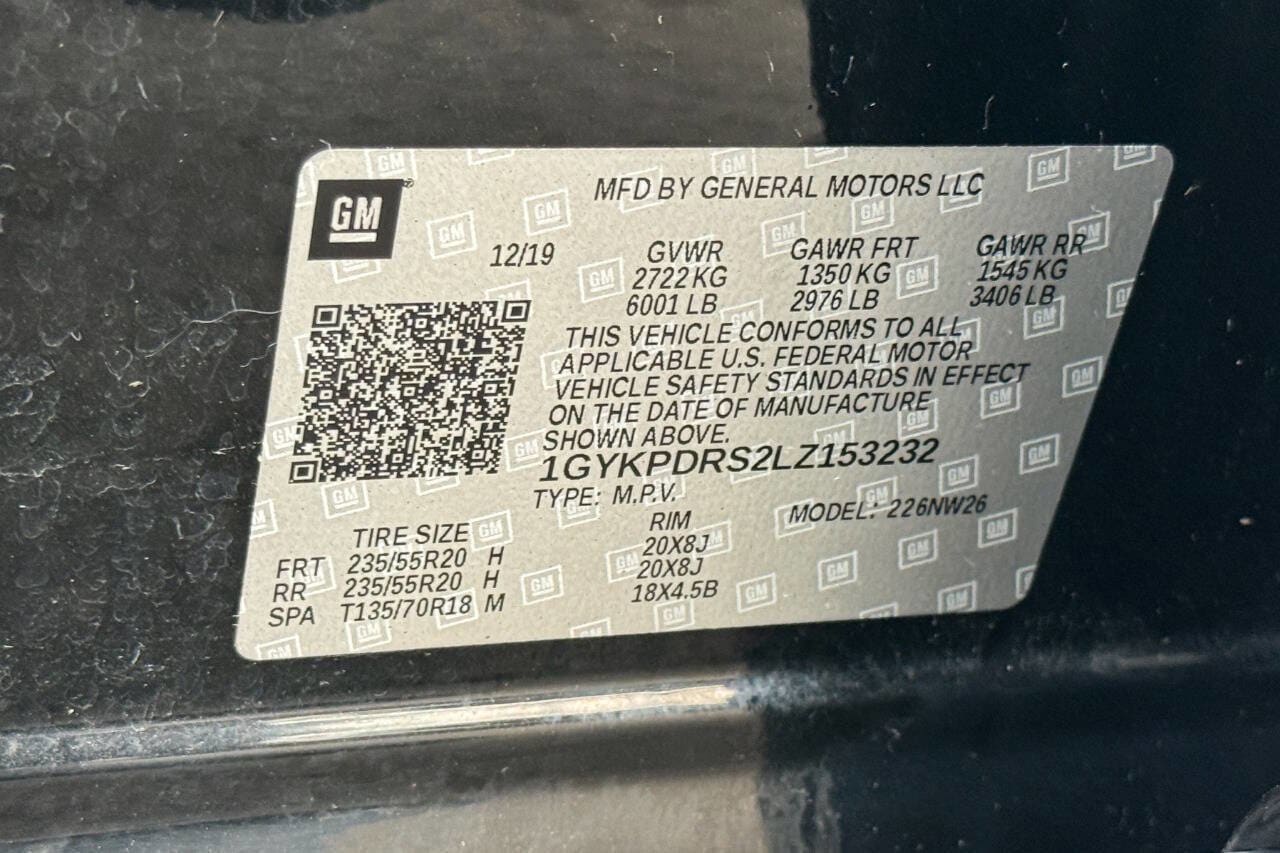 GM
MFD BY GENERAL MOTORS LLC
12/19 GVWR GAWR FRT GAWR RR
2722 KG 1350 KG 1545 KG
6001 LB 2976 LB 3406 LB
THIS VEHICLE CONFORMS TO ALL
APPLICABLE U.S. FEDERAL MOTOR
VEHICLE SAFETY STANDARDS IN EFFECT
ON THE DATE OF MANUFACTURE
SHOWN ABOVE.
1GYKPDRS2LZ153232
TYPE: M.P.V. MODEL: 226NW26
TIRE SIZE RIM
FRT 235/55R20 H 20X8J
RR 235/55R20 H 20X8J
SPA T135/70R18 M 18X4.5B